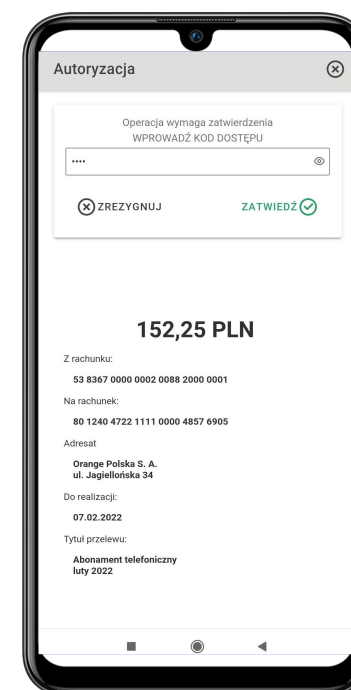 Autoryzacja
Operacja wymaga zatwierdzenia
WPROWADŹ KOD DOSTĘPU
••••
ZREZYGNUJ ZATWIEDŹ
152,25 PLN
Z rachunku:
53 8367 0000 0002 0088 2000 0001
Na rachunek:
80 1240 4722 1111 0000 4857 6905
Adresat
Orange Polska S. A.
ul. Jagiellońska 34
Do realizacji:
07.02.2022
Tytuł przelewu:
Abonament telefoniczny
luty 2022